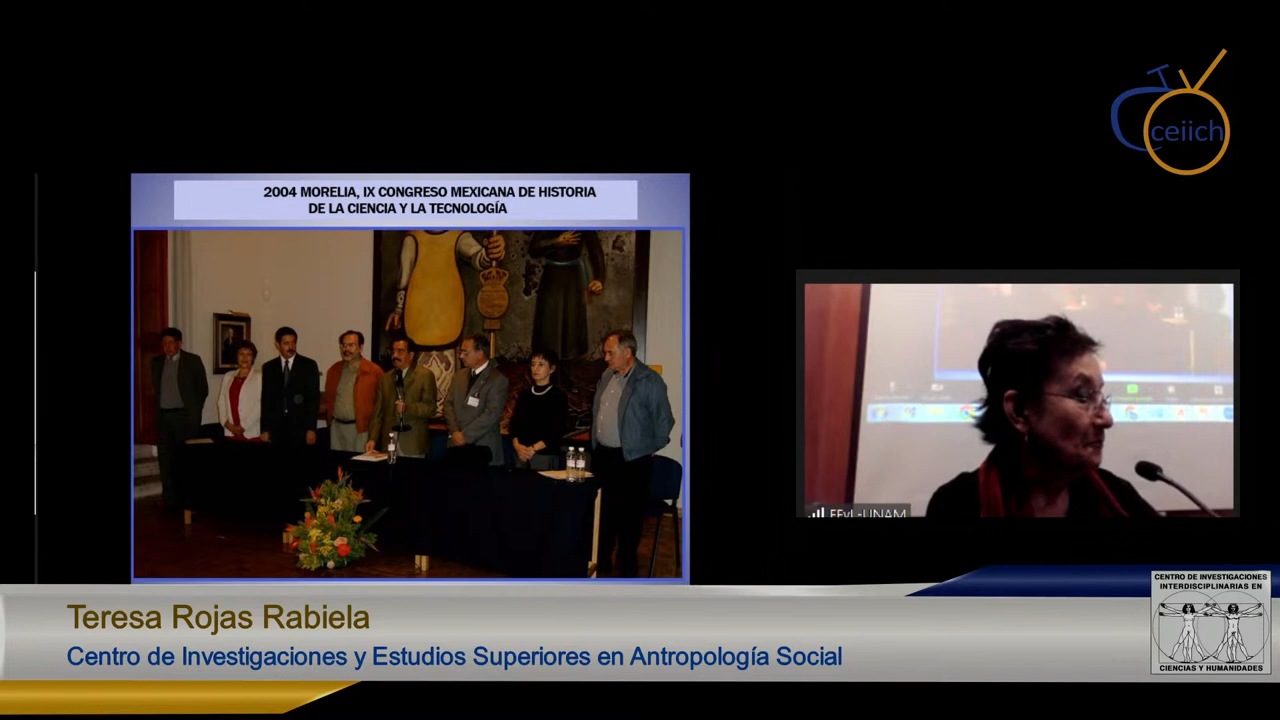 ceiich
2004 MORELIA, IX CONGRESO MEXICANA DE HISTORIA
DE LA CIENCIA Y LA TECNOLOGÍA
FFyL-UNAM
Teresa Rojas Rabiela
Centro de Investigaciones y Estudios Superiores en Antropología Social
CENTRO DE INVESTIGACIONES
INTERDISCIPLINARIAS EN
CIENCIAS Y HUMANIDADES